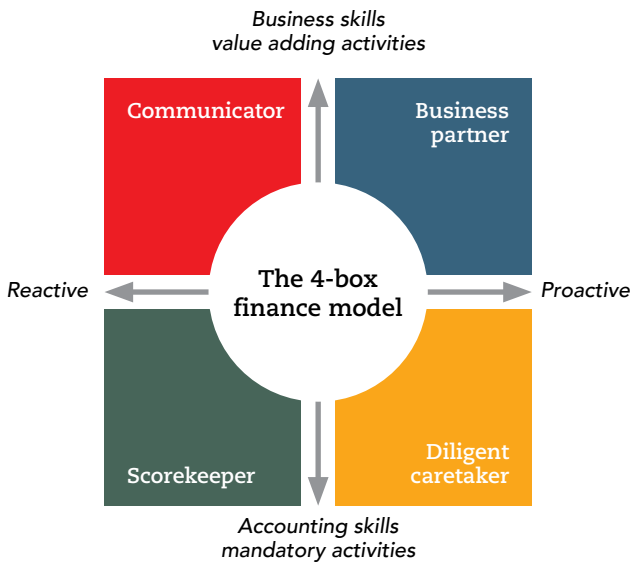 Business skills
value adding activities
Communicator
Business
partner
Reactive
The 4-box
finance model
Proactive
Scorekeeper
Diligent
caretaker
Accounting skills
mandatory activities